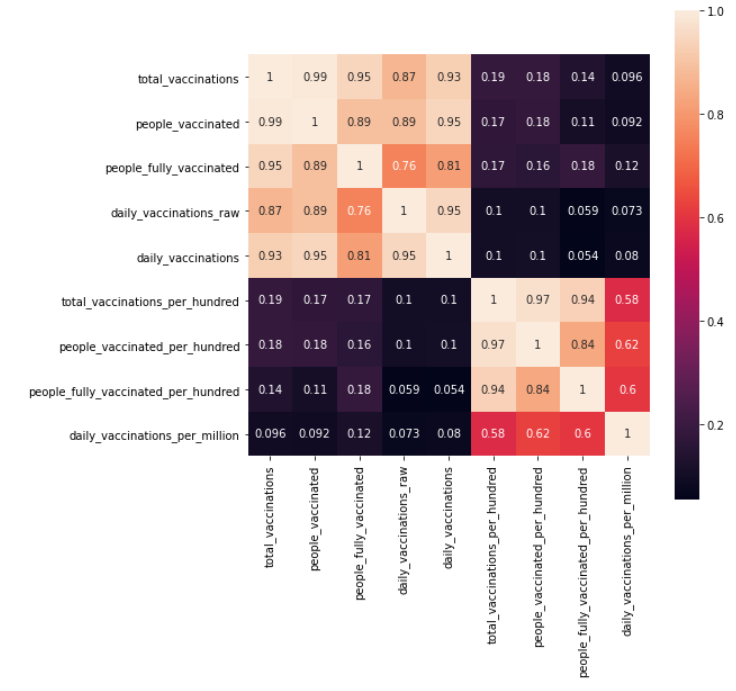 1.0
total_vaccinations 1 0.99 0.95 0.87 0.93 0.19 0.18 0.14 0.096
0.8
people_vaccinated 0.99 1 0.89 0.89 0.95 0.17 0.18 0.11 0.092
people_fully_vaccinated 0.95 0.89 1 0.76 0.81 0.17 0.16 0.18 0.12
daily_vaccinations_raw 0.87 0.89 0.76 1 0.95 0.1 0.1 0.059 0.073
0.6
daily_vaccinations 0.93 0.95 0.81 0.95 1 0.1 0.1 0.054 0.08
total_vaccinations_per_hundred 0.19 0.17 0.17 0.1 0.1 1 0.97 0.94 0.58
0.4
people_vaccinated_per_hundred 0.18 0.18 0.16 0.1 0.1 0.97 1 0.84 0.62
people_fully_vaccinated_per_hundred 0.14 0.11 0.18 0.059 0.054 0.94 0.84 1 0.6
0.2
daily_vaccinations_per_million 0.096 0.092 0.12 0.073 0.08 0.58 0.62 0.6 1
total_vaccinations
people_vaccinated
people_fully_vaccinated
daily_vaccinations_raw
daily_vaccinations
total_vaccinations_per_hundred
people_vaccinated_per_hundred
people_fully_vaccinated_per_hundred
daily_vaccinations_per_million